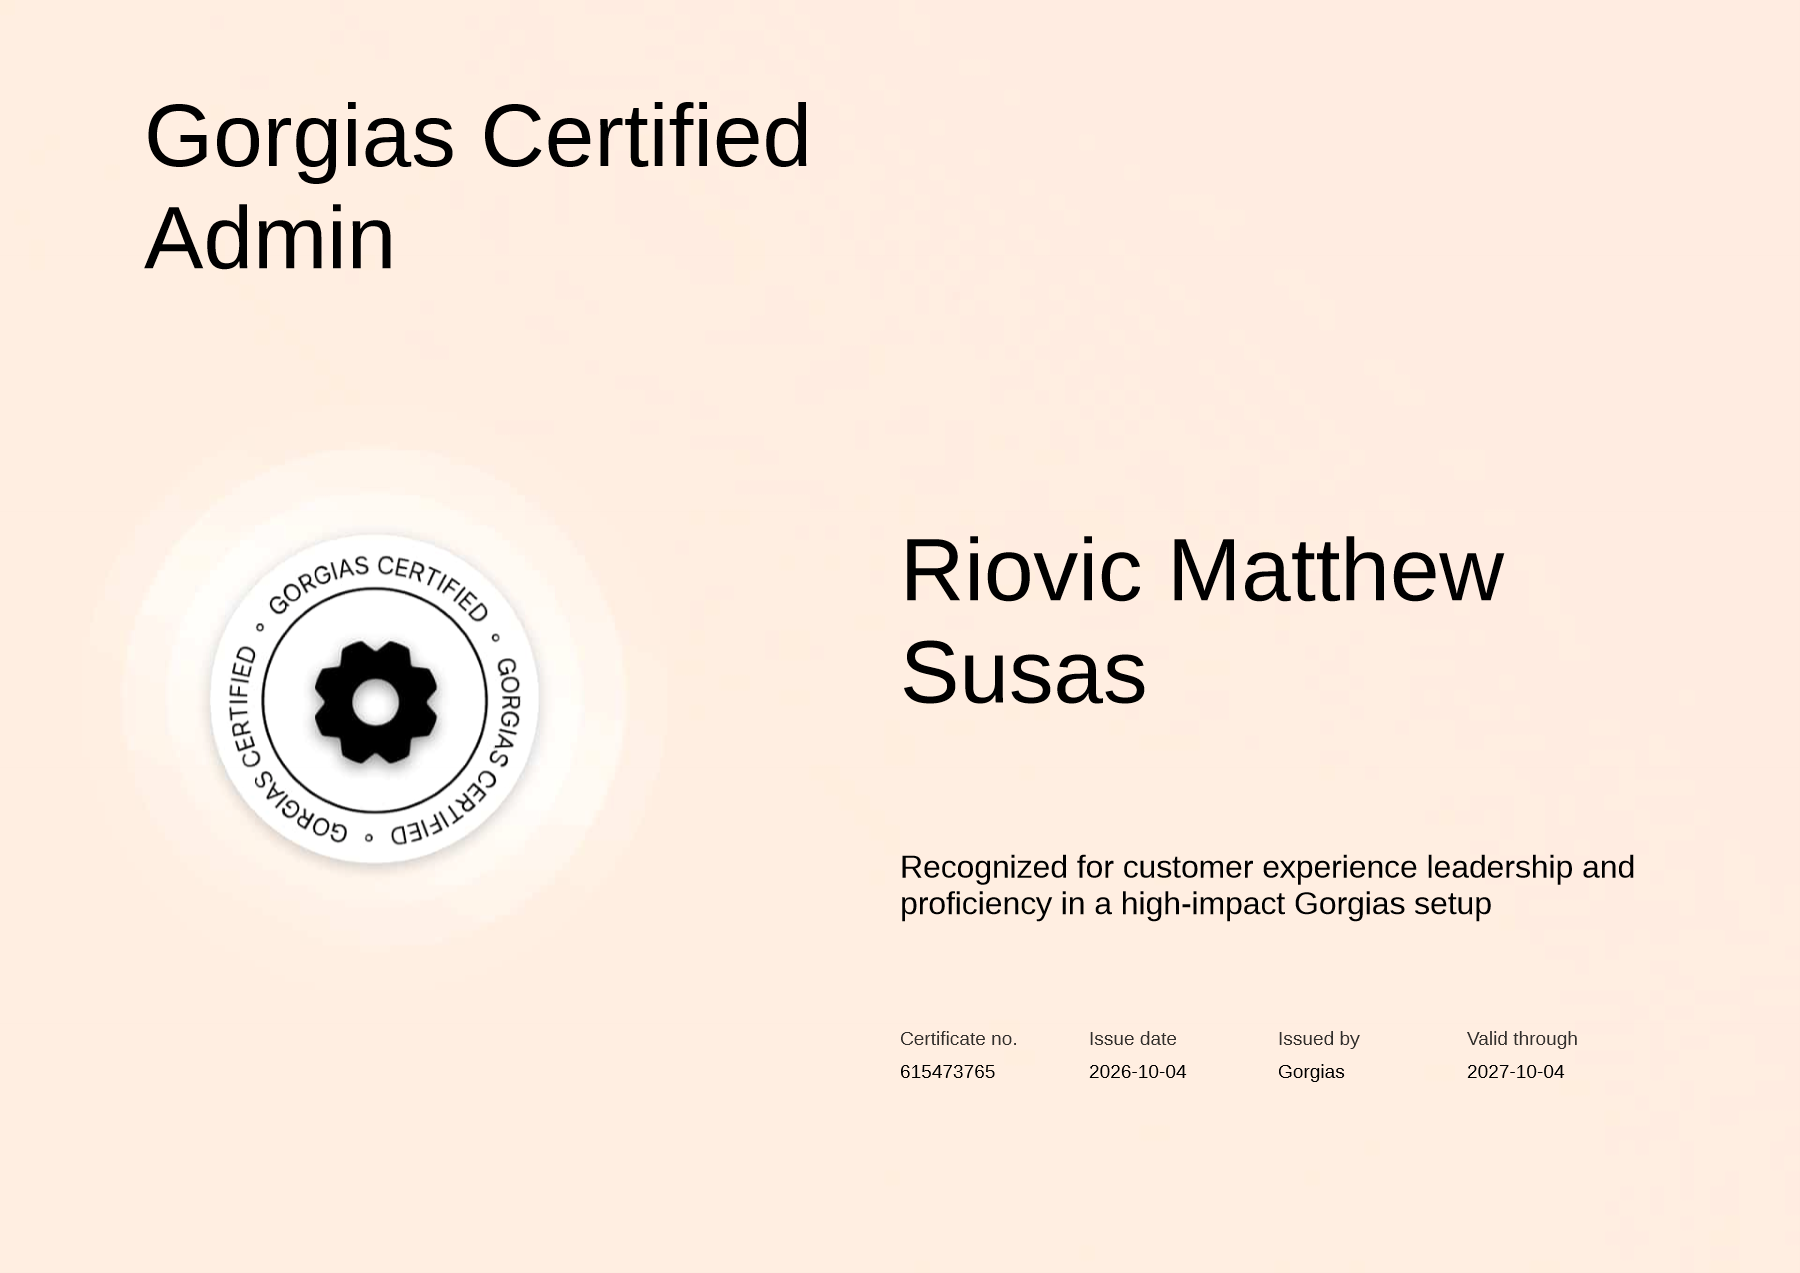 Gorgias Certified
Admin
GORGIAS CERTIFIED ° GORGIAS CERTIFIED ° GORGIAS CERTIFIED °
Riovic Matthew
Susas
Recognized for customer experience leadership and
proficiency in a high-impact Gorgias setup
Certificate no. Issue date Issued by Valid through
615473765 2026-10-04 Gorgias 2027-10-04